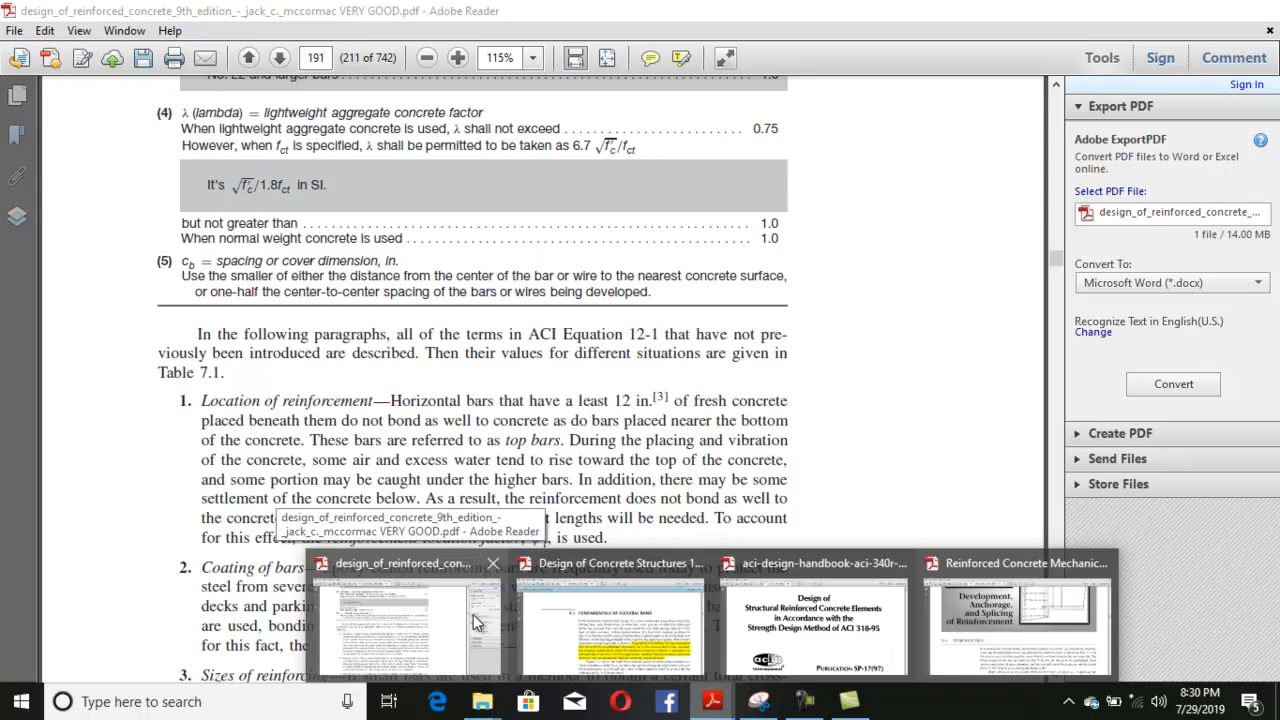 design_of_reinforced_concrete_9th_edition_-_jack_c._mccormac VERY GOOD.pdf - Adobe Reader
File Edit View Window Help
191 (211 of 742) 115% Tools Sign Comment
Sign In
No. 22 and larger bars 1.0
(4) λ (lambda) = lightweight aggregate concrete factor
When lightweight aggregate concrete is used, λ shall not exceed . . . . . . . . . . . . . . . . . . . . . . . . . 0.75
However, when fct is specified, λ shall be permitted to be taken as 6.7 √f′c/fct
It's √f′c/1.8fct in SI.
but not greater than . . . . . . . . . . . . . . . . . . . . . . . . . . . . . . . . . . . . . . . . . . . . . . . . . . . . . . . . . . . . . . 1.0
When normal weight concrete is used . . . . . . . . . . . . . . . . . . . . . . . . . . . . . . . . . . . . . . . . . . . . . . . 1.0
(5) cb = spacing or cover dimension, in.
Use the smaller of either the distance from the center of the bar or wire to the nearest concrete surface,
or one-half the center-to-center spacing of the bars or wires being developed.
In the following paragraphs, all of the terms in ACI Equation 12-1 that have not pre-
viously been introduced are described. Then their values for different situations are given in
Table 7.1.
1. Location of reinforcement—Horizontal bars that have a least 12 in.[3] of fresh concrete
placed beneath them do not bond as well to concrete as do bars placed nearer the bottom
of the concrete. These bars are referred to as top bars. During the placing and vibration
of the concrete, some air and excess water tend to rise toward the top of the concrete,
and some portion may be caught under the higher bars. In addition, there may be some
settlement of the concrete below. As a result, the reinforcement does not bond as well to
the concret
t lengths will be needed. To account
for this effe
is used.
design_of_reinforced_concrete_9th_edition_-
_jack_c._mccormac VERY GOOD.pdf - Adobe Reader
2. Coating of bars
steel from seve
decks and parkin
are used, bondin
for this fact, the
3. Sizes of reinfor
Export PDF
Adobe ExportPDF
Convert PDF files to Word or Excel
online.
Select PDF File:
design_of_reinforced_concrete_...
1 file / 14.00 MB
Convert To:
Microsoft Word (*.docx)
Recognize Text in English(U.S.)
Change
Convert
Create PDF
Send Files
Store Files
design_of_reinforced_con...
Design of Concrete Structures 1...
aci-design-handbook-aci-340r-...
Reinforced Concrete Mechanic...
4.1 FUNDAMENTALS OF FLEXURAL BOND
Design of
Structural Reinforced Concrete Elements
in Accordance with the
Strength Design Method of ACI 318-95
aci
PUBLICATION SP-17(97)
Development,
Anchorage,
and Splicing
of Reinforcement
Type here to search
8:30 PM
7/29/2019
5